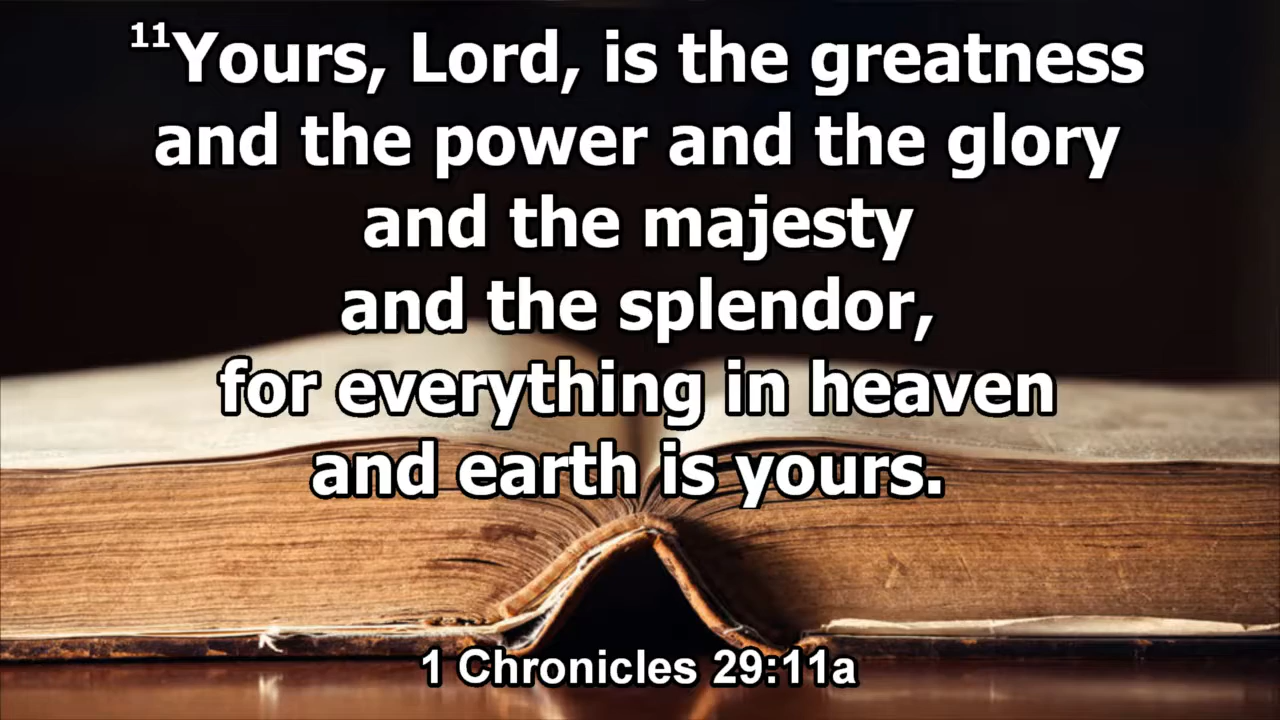 11Yours, Lord, is the greatness
and the power and the glory
and the majesty
and the splendor,
for everything in heaven
and earth is yours.
1 Chronicles 29:11a